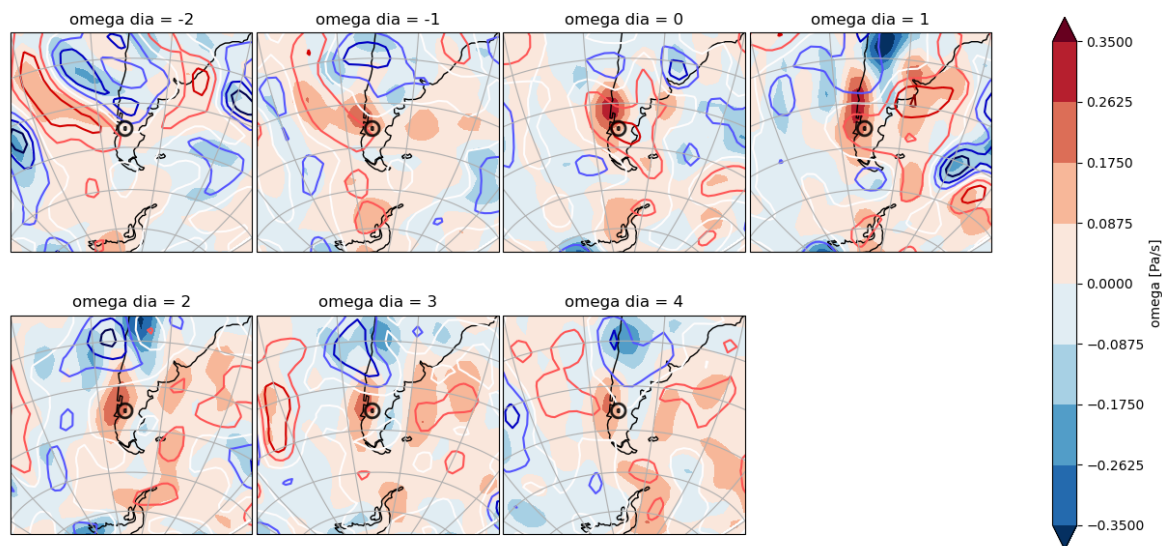 omega dia = -2
omega dia = -1
omega dia = 0
omega dia = 1
omega dia = 2
omega dia = 3
omega dia = 4
0.3500
0.2625
0.1750
0.0875
0.0000
−0.0875
−0.1750
−0.2625
−0.3500
omega [Pa/s]